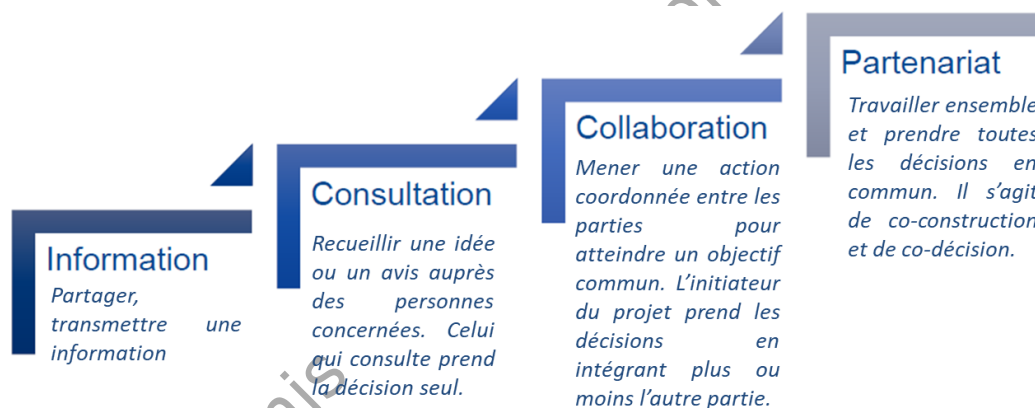 Information
Partager,
transmettre une
information
Consultation
Recueillir une idée
ou un avis auprès
des personnes
concernées. Celui
qui consulte prend
la décision seul.
Collaboration
Mener une action
coordonnée entre les
parties pour
atteindre un objectif
commun. L’initiateur
du projet prend les
décisions en
intégrant plus ou
moins l’autre partie.
Partenariat
Travailler ensemble
et prendre toutes
les décisions en
commun. Il s’agit
de co-construction
et de co-décision.